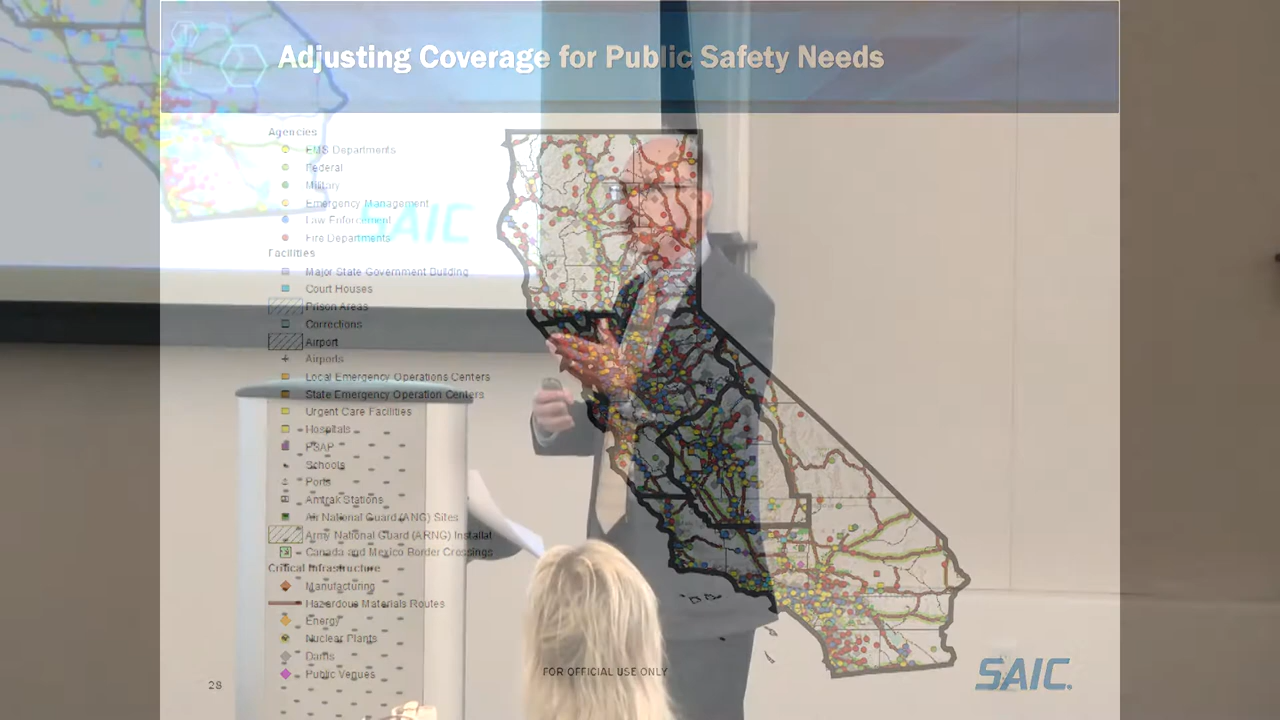 Adjusting Coverage for Public Safety Needs
Agencies
EMS Departments
Federal
Military
Emergency Management
Law Enforcement
SAIC
Fire Departments
Facilities
Major State Government Building
Court Houses
Prison Areas
Corrections
Airport
Airports
Local Emergency Operations Centers
State Emergency Operation Centers
Urgent Care Facilities
Hospitals
PSAP
Schools
Ports
Amtrak Stations
Air National Guard (ANG) Sites
Army National Guard (ARNG) Installat
Canada and Mexico Border Crossings
Critical Infrastructure
Manufacturing
Hazardous Materials Routes
Energy
Nuclear Plants
Dams
Public Venues
FOR OFFICIAL USE ONLY
28
SAIC.